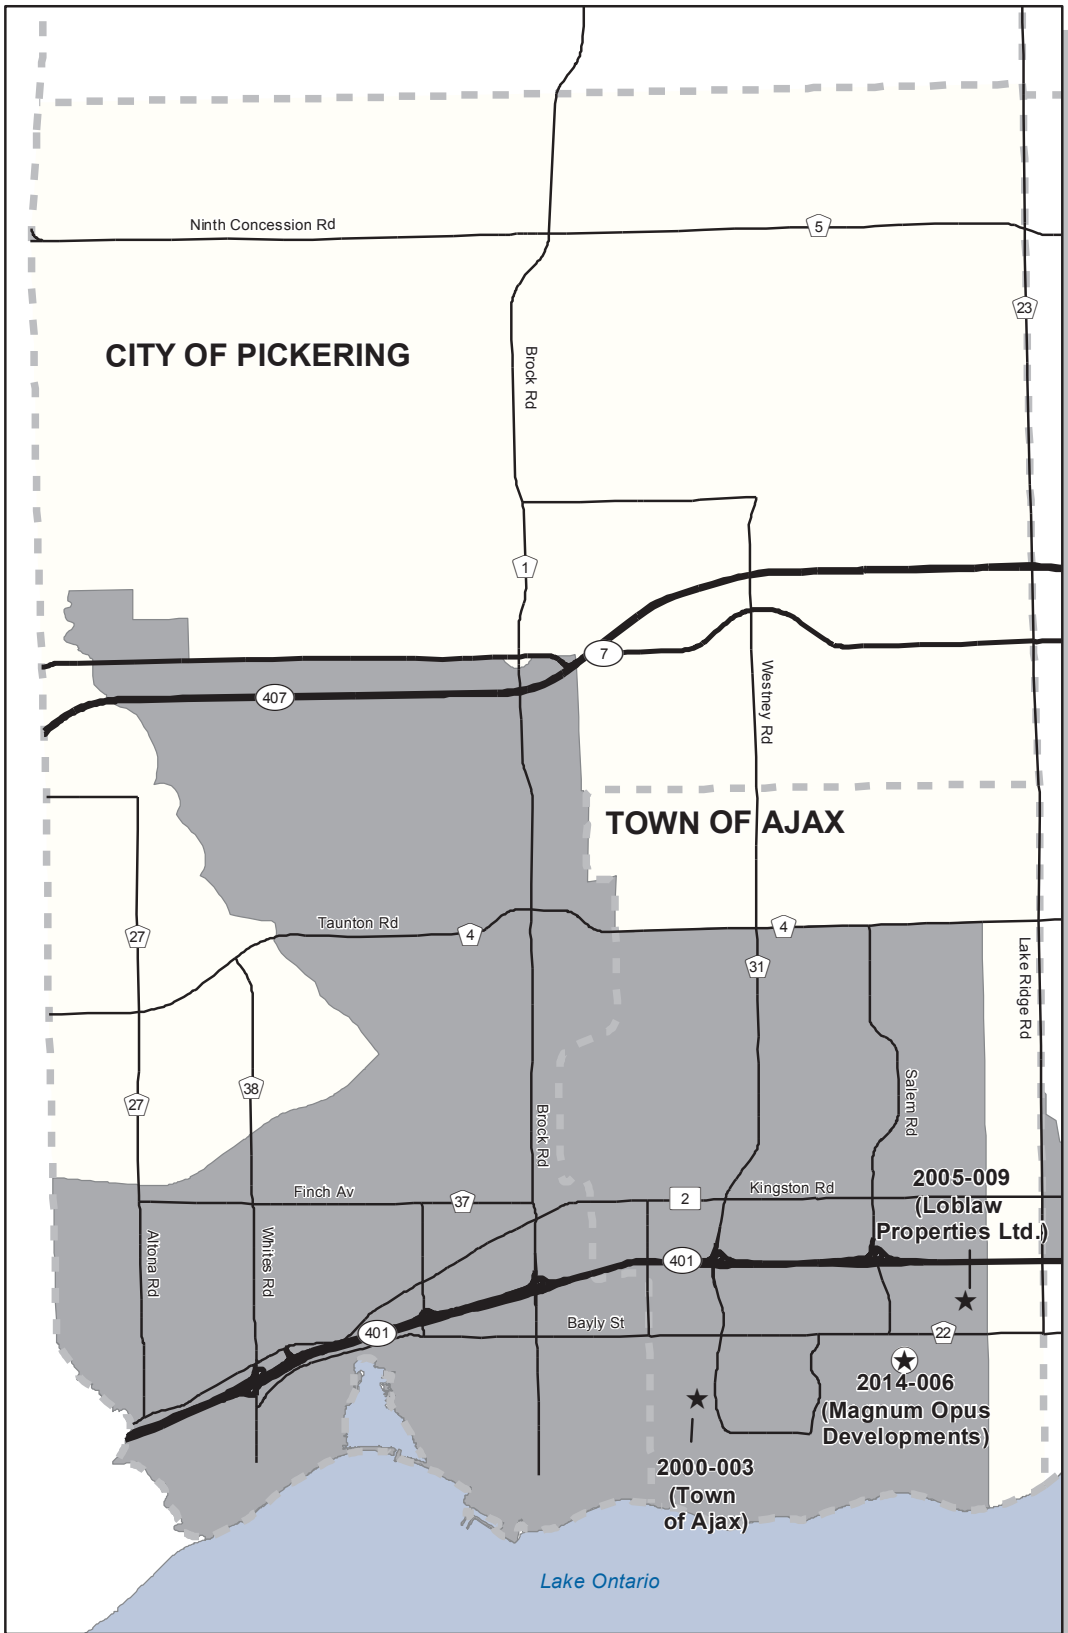 Ninth Concession Rd
5
23
CITY OF PICKERING
Brock Rd
1
7
407
Westney Rd
TOWN OF AJAX
Taunton Rd
4
4
27
31
Lake Ridge Rd
38
27
Salem Rd
Brock Rd
2005-009
(Loblaw
Properties Ltd.)
Finch Av
37
2
Kingston Rd
Altona Rd
Whites Rd
401
401
Bayly St
22
2014-006
(Magnum Opus
Developments)
2000-003
(Town
of Ajax)
Lake Ontario